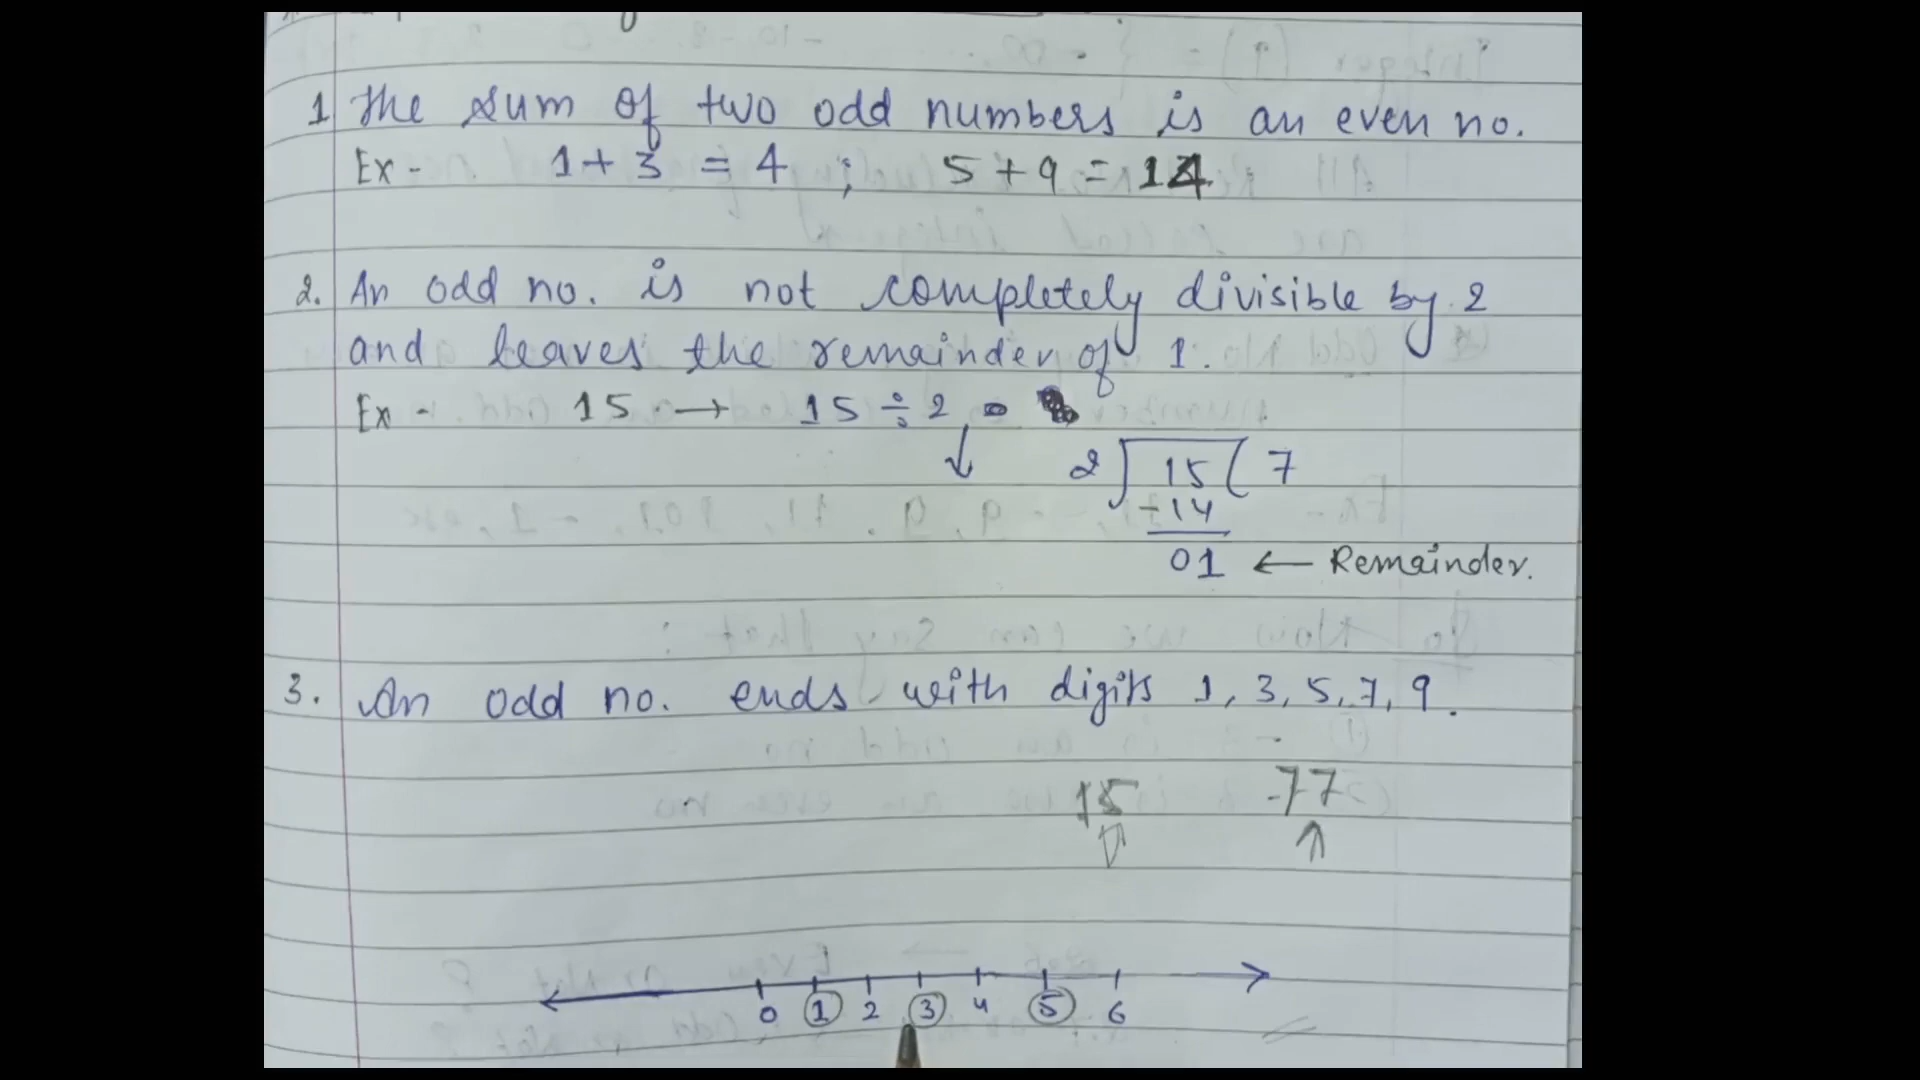 1 The sum of two odd numbers is an even no.
Ex - 1 + 3 = 4 ; 5 + 9 = 14.
2. An odd no. is not completely divisible by 2
and leaves the remainder of 1.
Ex - 15 → 15 ÷ 2 =
↓ 2 15 ( 7
-14
01 ← Remainder.
3. An odd no. ends with digits 1, 3, 5, 7, 9.
15 -77
0 1 2 3 4 5 6